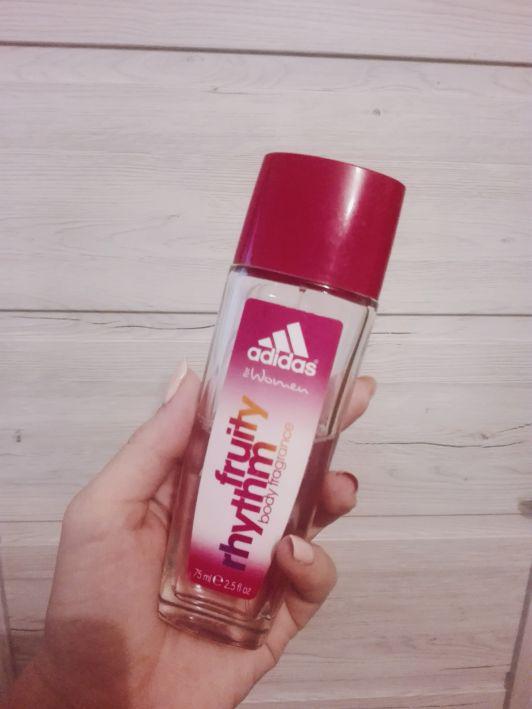 adidas
for Women
fruity
rhythm
body fragrance
75 ml ℮ 2.5 fl oz